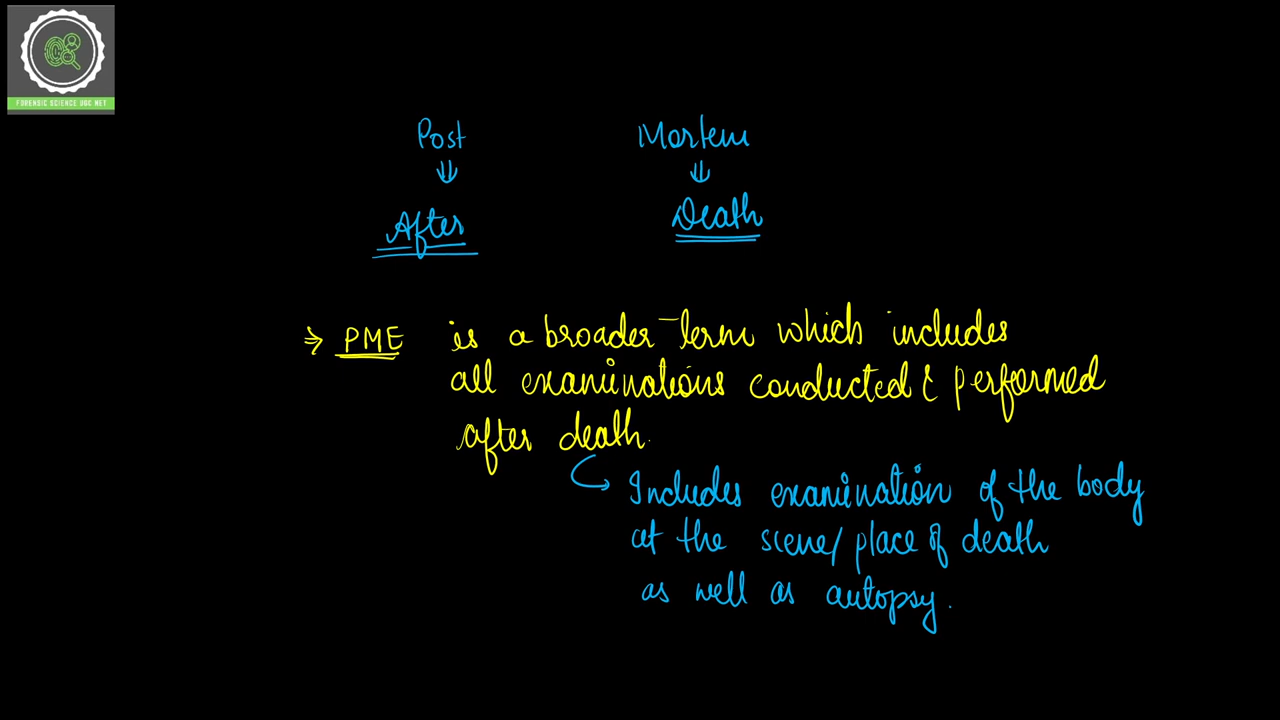 FORENSIC SCIENCE UGC NET
Post Mortem
⇓ ⇓
After Death
⇒ PME is a broader term which includes
all examinations conducted & performed
after death.
↪ Includes examination of the body
at the scene/place of death
as well as autopsy.